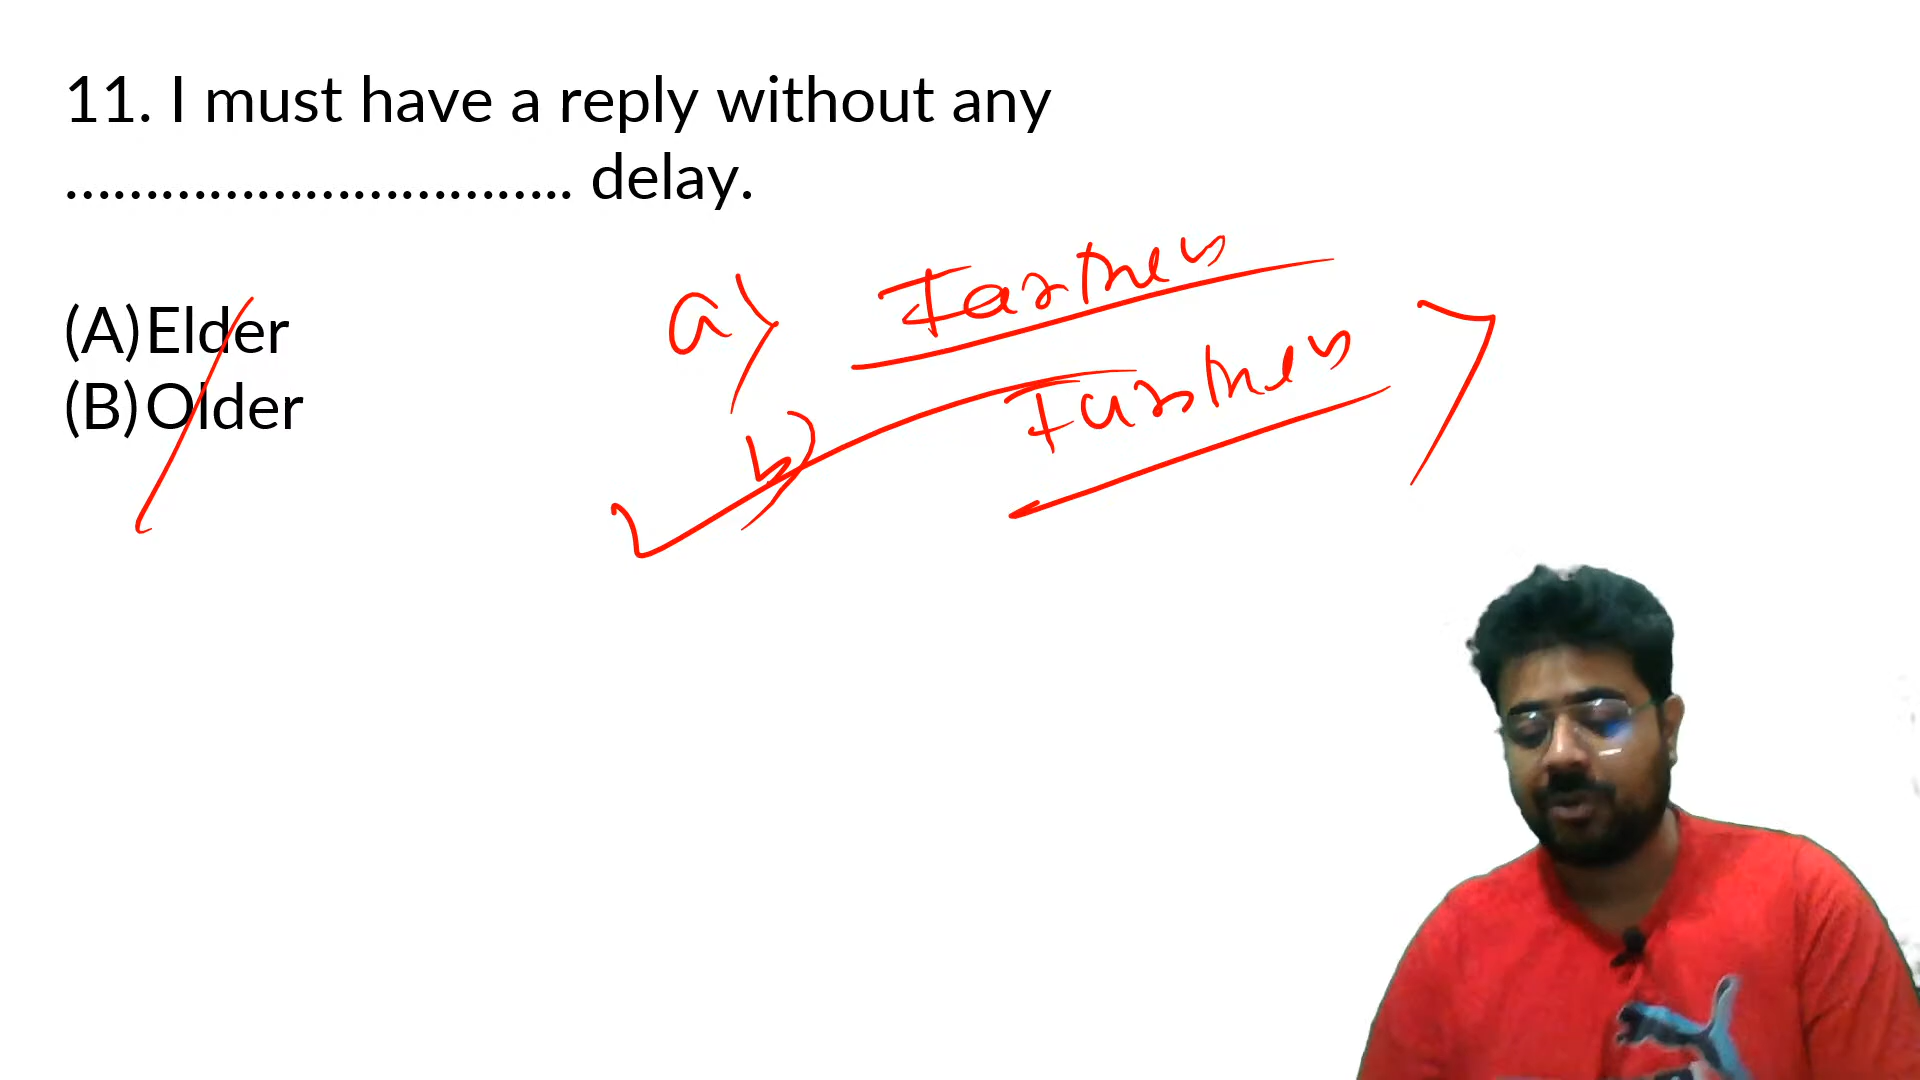 11. I must have a reply without any
................................ delay.
(A) Elder
(B) Older
a) Farther
b) Further